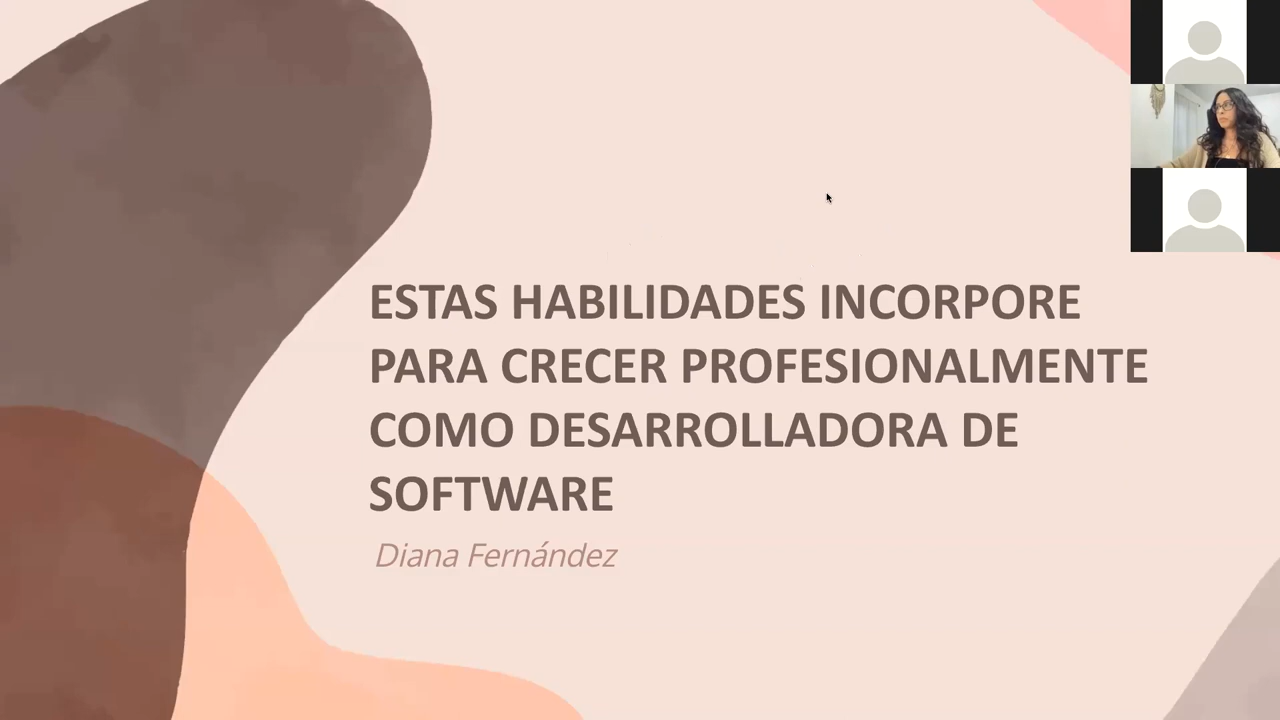 ESTAS HABILIDADES INCORPORE
PARA CRECER PROFESIONALMENTE
COMO DESARROLLADORA DE
SOFTWARE
Diana Fernández